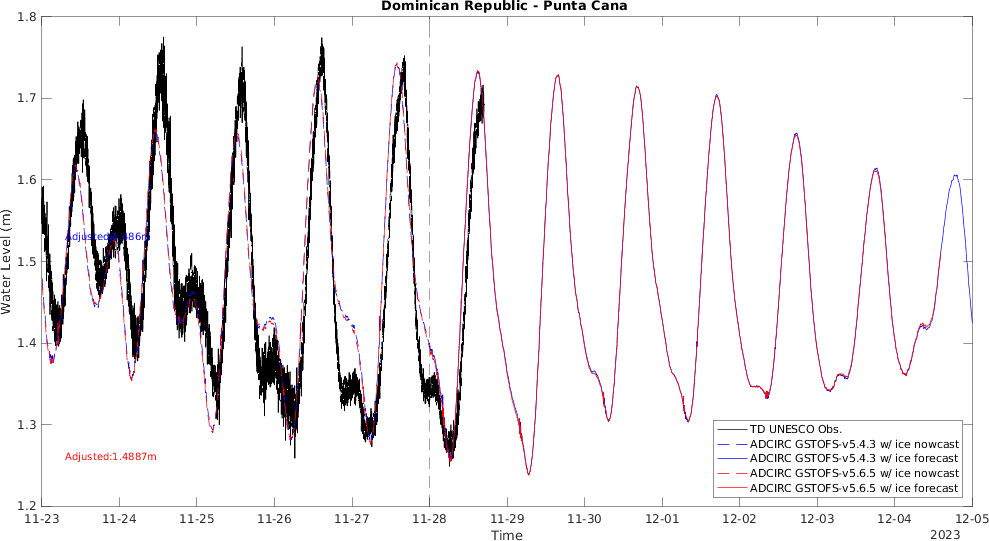 Dominican Republic - Punta Cana
Water Level (m)
1.8
1.7
1.6
1.5
1.4
1.3
1.2
Adjusted:1.4887m
11-23
11-24
11-25
11-26
11-27
11-28
11-29
11-30
12-01
12-02
12-03
12-04
12-05
Time
2023
TD UNESCO Obs.
ADCIRC GSTOFS-v5.4.3 w/ ice nowcast
ADCIRC GSTOFS-v5.4.3 w/ ice forecast
ADCIRC GSTOFS-v5.6.5 w/ ice nowcast
ADCIRC GSTOFS-v5.6.5 w/ ice forecast